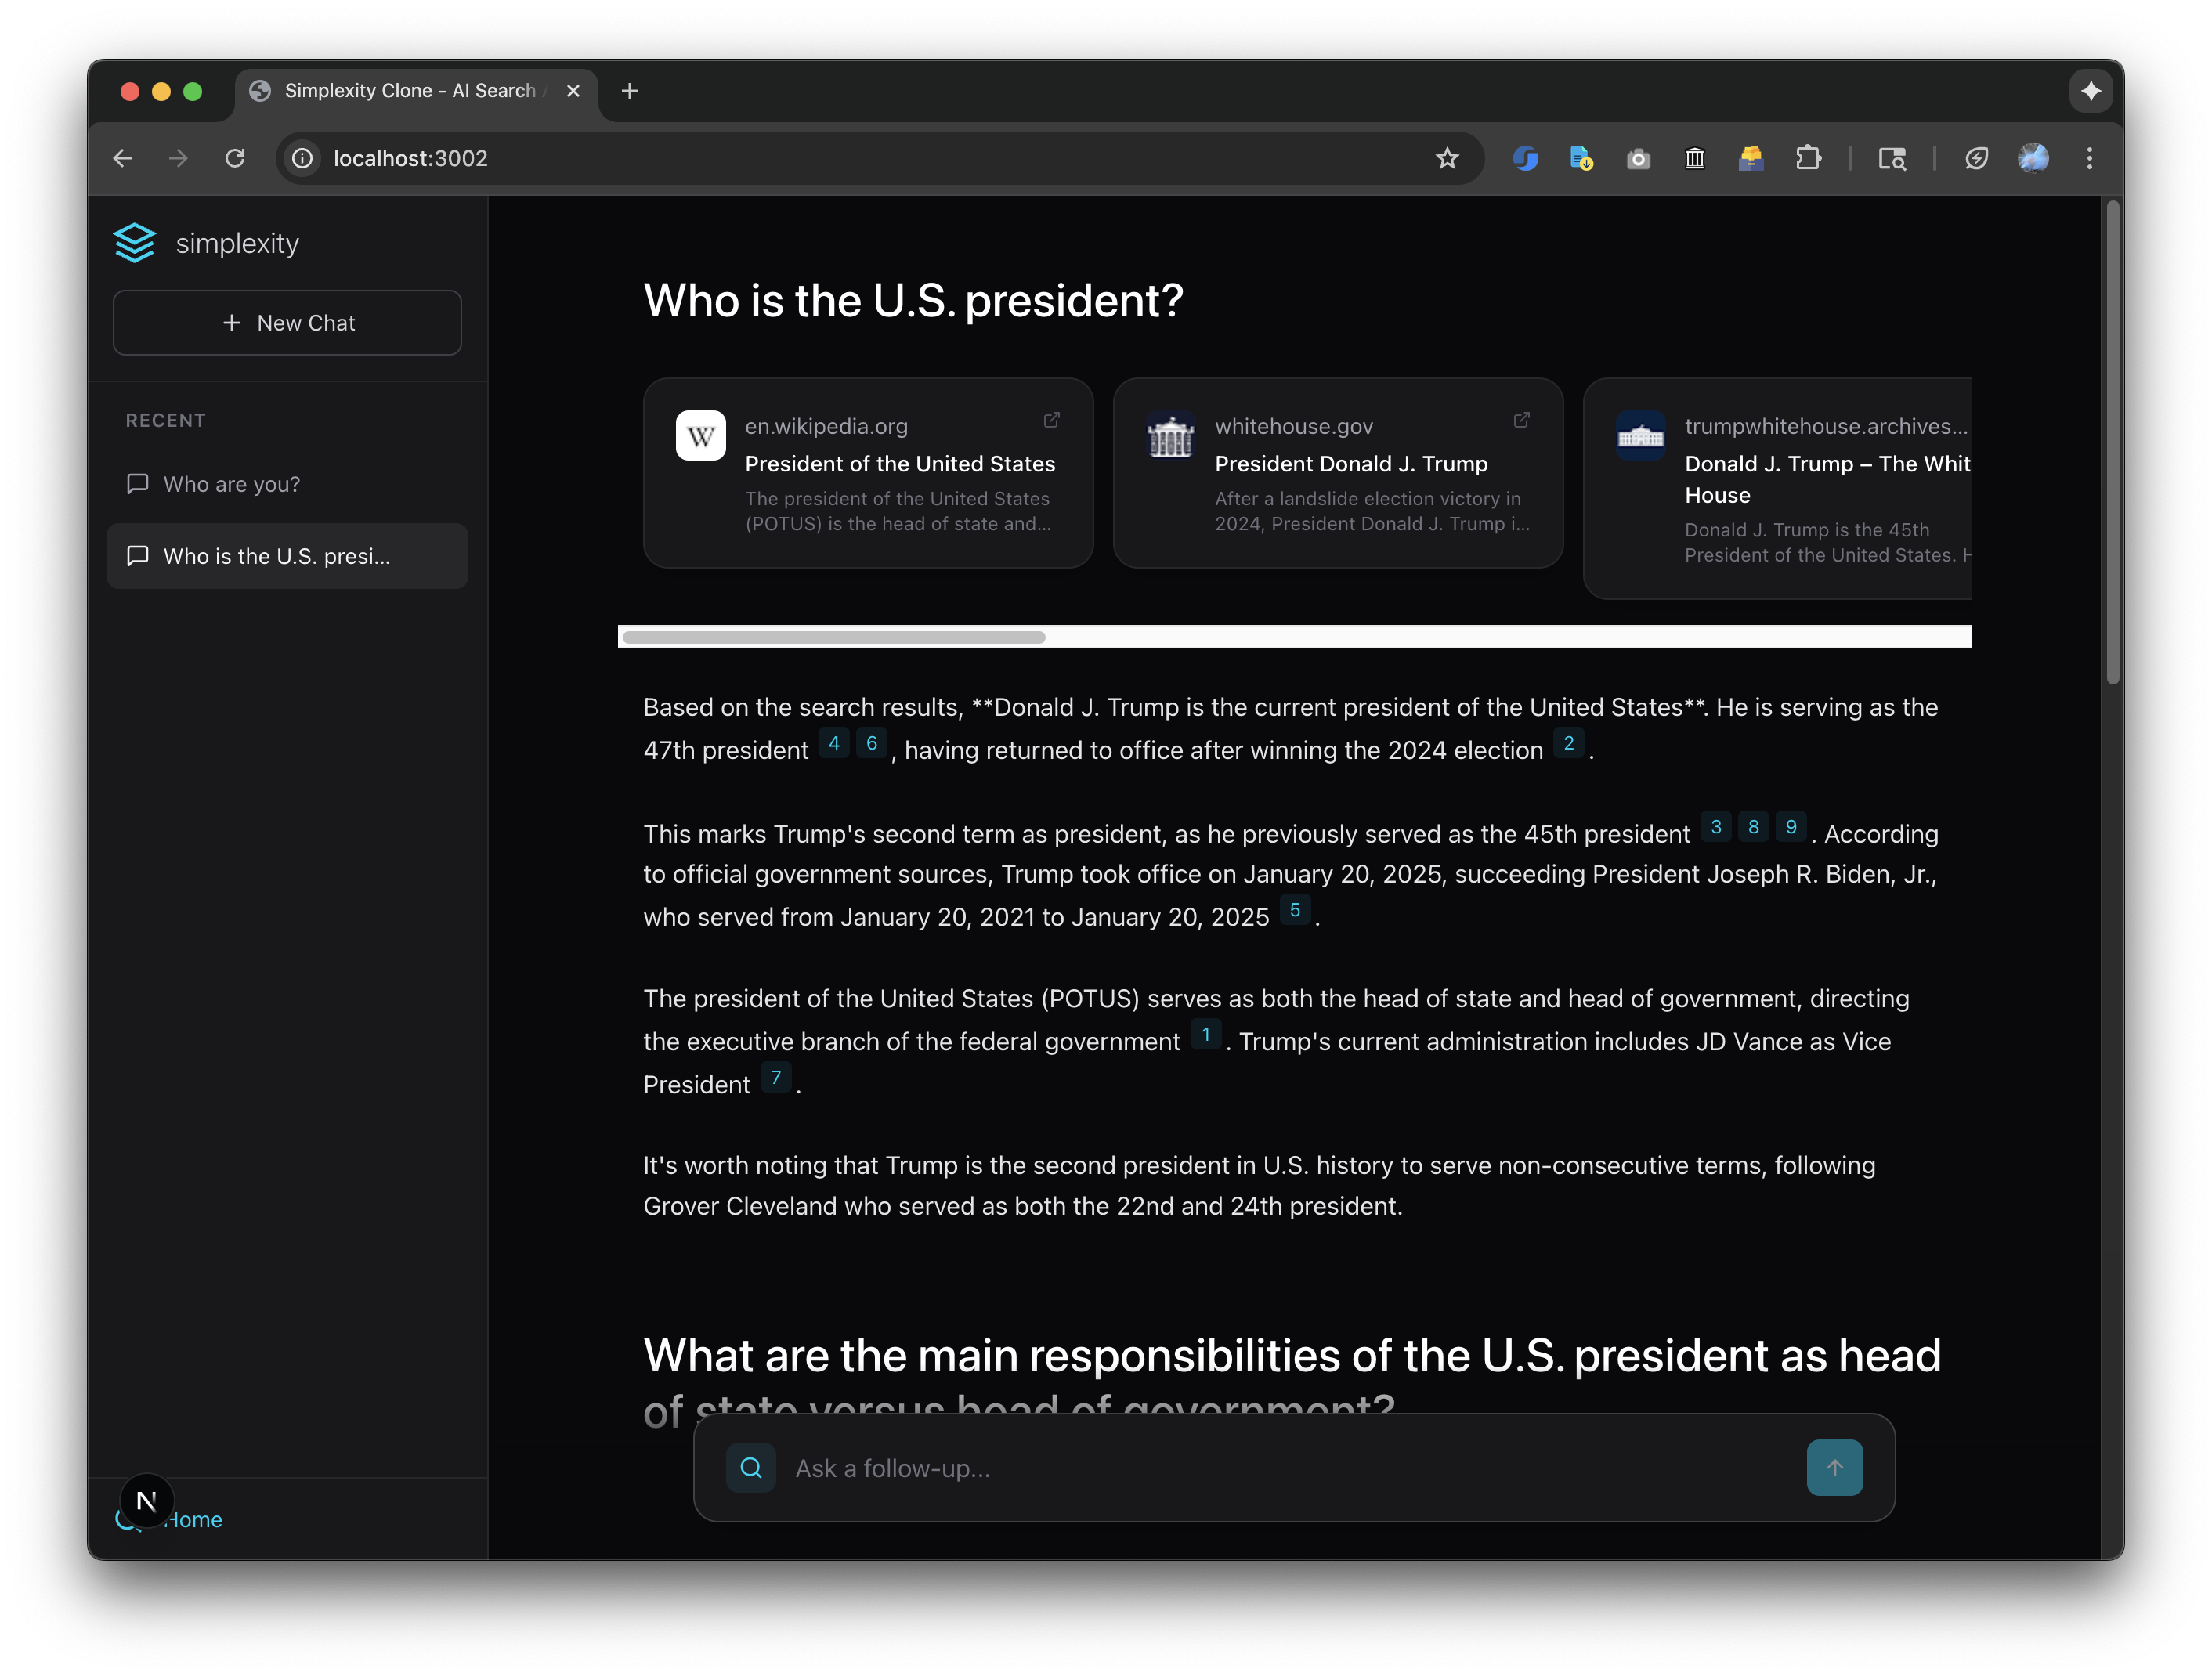 Simplexity Clone - AI Search
localhost:3002
simplexity
New Chat
RECENT
Who are you?
Who is the U.S. presi...
Home
N
Who is the U.S. president?
W
en.wikipedia.org
President of the United States
The president of the United States
(POTUS) is the head of state and...
whitehouse.gov
President Donald J. Trump
After a landslide election victory in
2024, President Donald J. Trump i...
trumpwhitehouse.archives...
Donald J. Trump – The Whit
House
Donald J. Trump is the 45th
President of the United States. H
Based on the search results, **Donald J. Trump is the current president of the United States**. He is serving as the
47th president 4 6 , having returned to office after winning the 2024 election 2 .
This marks Trump's second term as president, as he previously served as the 45th president 3 8 9 . According
to official government sources, Trump took office on January 20, 2025, succeeding President Joseph R. Biden, Jr.,
who served from January 20, 2021 to January 20, 2025 5 .
The president of the United States (POTUS) serves as both the head of state and head of government, directing
the executive branch of the federal government 1 . Trump's current administration includes JD Vance as Vice
President 7 .
It's worth noting that Trump is the second president in U.S. history to serve non-consecutive terms, following
Grover Cleveland who served as both the 22nd and 24th president.
What are the main responsibilities of the U.S. president as head
of state versus head of government?
Ask a follow-up...